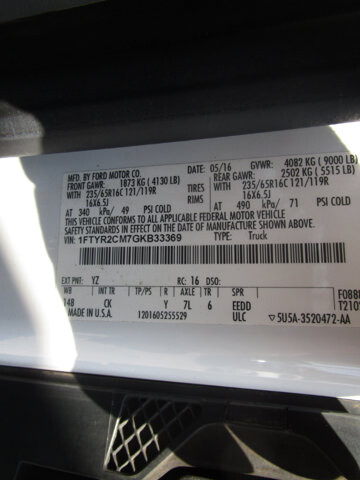 MFD. BY FORD MOTOR CO. 05/16 GVWR: 4082 KG ( 9000 LB)
FRONT GAWR: 1873 KG ( 4130 LB) REAR GAWR: 2502 KG ( 5515 LB)
235/65R16C 121/119R TIRES 235/65R16C 121/119R
16X6.5J RIMS 16X6.5J
AT 340 kPa/ 49 PSI COLD AT 490 kPa/ 71 PSI COLD
THIS VEHICLE CONFORMS TO ALL APPLICABLE FEDERAL MOTOR VEHICLE
SAFETY STANDARDS IN EFFECT ON THE DATE OF MANUFACTURE SHOWN ABOVE.
VIN: 1FTYR2CM7GKB33369 TYPE: Truck
EXT PNT: YZ RC: 16 DSO:
WB INT TR TP/PS R AXLE TR SPR
148 CK Y 7L 6 EEDD
MADE IN U.S.A. 1201605255529 ULC ▽5U5A-3520472-AA